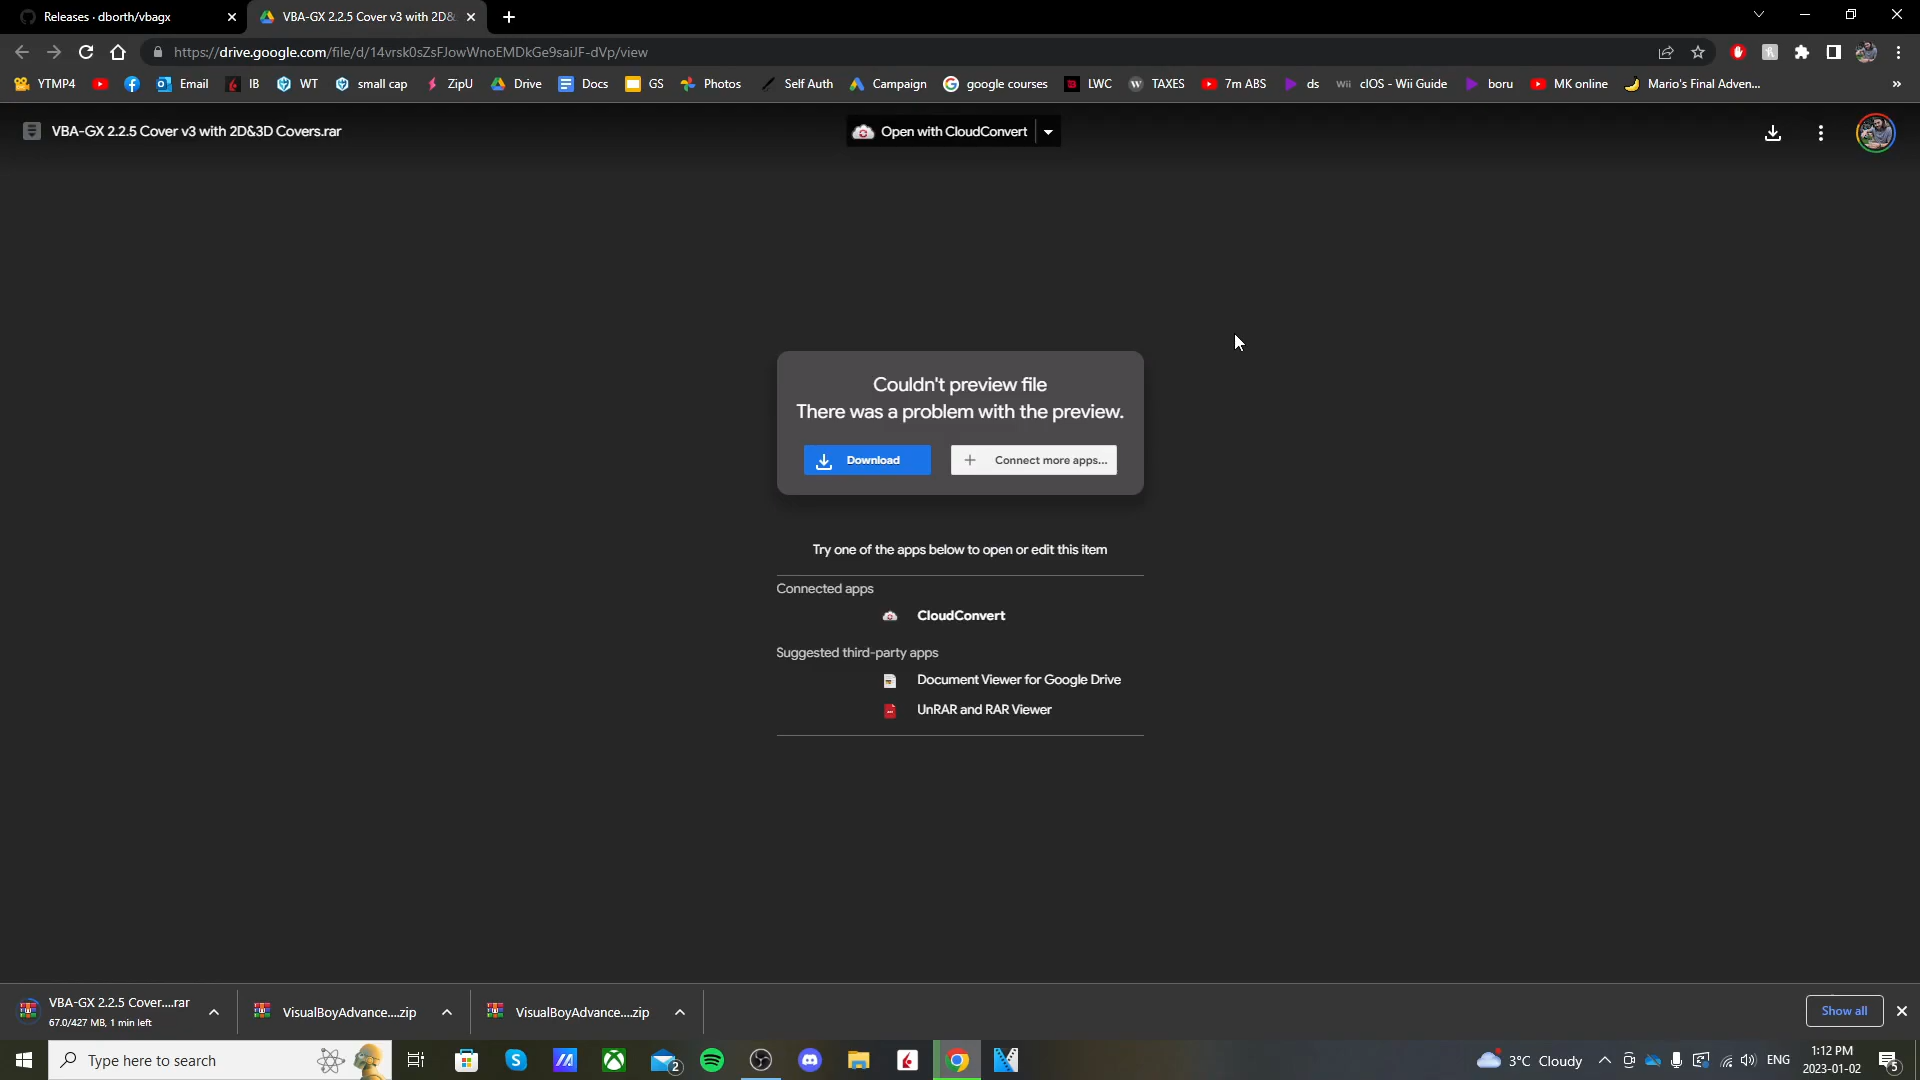 Releases · dborth/vbagx
VBA-GX 2.2.5 Cover v3 with 2D&
https://drive.google.com/file/d/14vrsk0sZsFJowWnoEMDkGe9saiJF-dVp/view
YTMP4 Email IB WT small cap ZipU Drive Docs GS Photos Self Auth Campaign google courses LWC TAXES 7m ABS ds Wii cIOS - Wii Guide boru MK online Mario's Final Adven... »
VBA-GX 2.2.5 Cover v3 with 2D&3D Covers.rar
Open with CloudConvert
Couldn't preview file
There was a problem with the preview.
Download
Connect more apps...
Try one of the apps below to open or edit this item
Connected apps
CloudConvert
Suggested third-party apps
Document Viewer for Google Drive
UnRAR and RAR Viewer
VBA-GX 2.2.5 Cover....rar
67.0/427 MB, 1 min left
VisualBoyAdvance....zip
VisualBoyAdvance....zip
Show all
Type here to search
2
3°C Cloudy
ENG
1:12 PM
2023-01-02
5